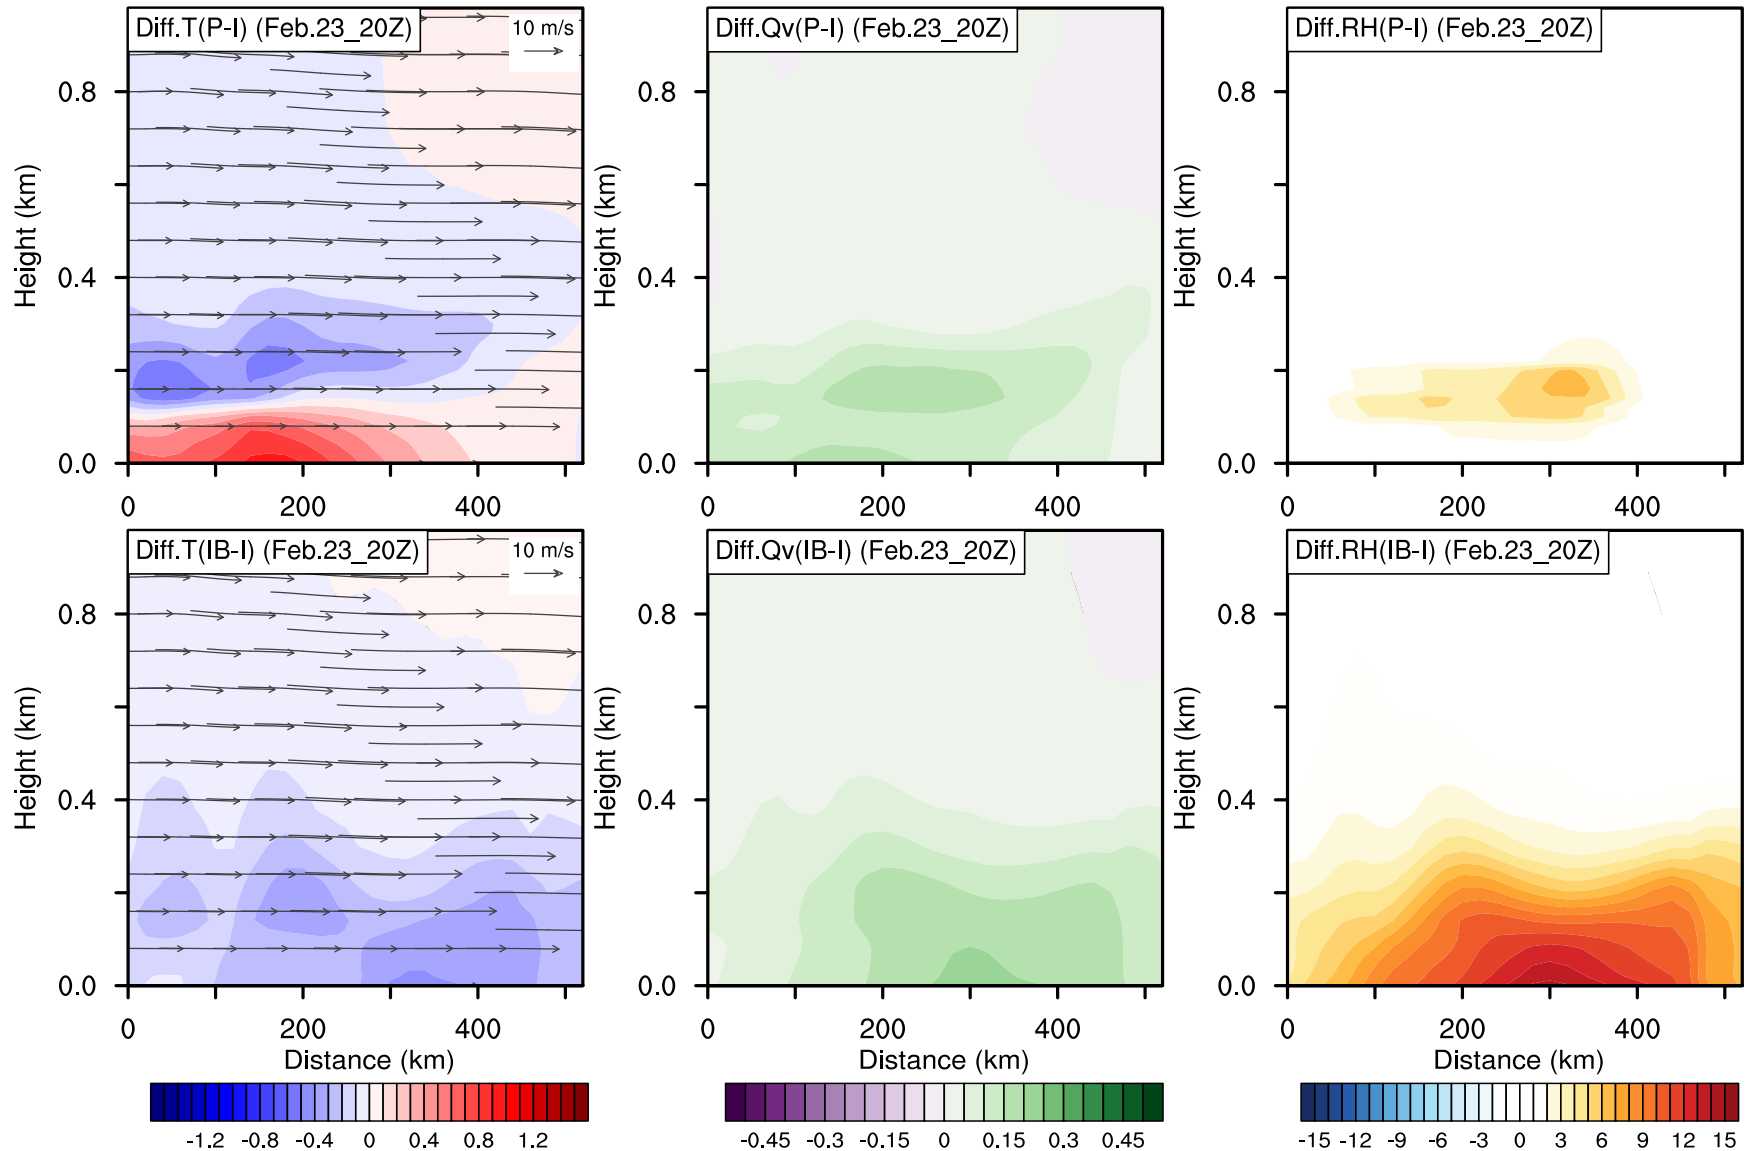 Diff.T(P-I) (Feb.23_20Z)
10 m/s
Height (km)
0.8
0.4
0.0
0 200 400
Diff.Qv(P-I) (Feb.23_20Z)
Height (km)
0.8
0.4
0.0
0 200 400
Diff.RH(P-I) (Feb.23_20Z)
Height (km)
0.8
0.4
0.0
0 200 400
Diff.T(IB-I) (Feb.23_20Z)
10 m/s
Height (km)
0.8
0.4
0.0
0 200 400
Distance (km)
-1.2 -0.8 -0.4 0 0.4 0.8 1.2
Diff.Qv(IB-I) (Feb.23_20Z)
Height (km)
0.8
0.4
0.0
0 200 400
Distance (km)
-0.45 -0.3 -0.15 0 0.15 0.3 0.45
Diff.RH(IB-I) (Feb.23_20Z)
Height (km)
0.8
0.4
0.0
0 200 400
Distance (km)
-15 -12 -9 -6 -3 0 3 6 9 12 15